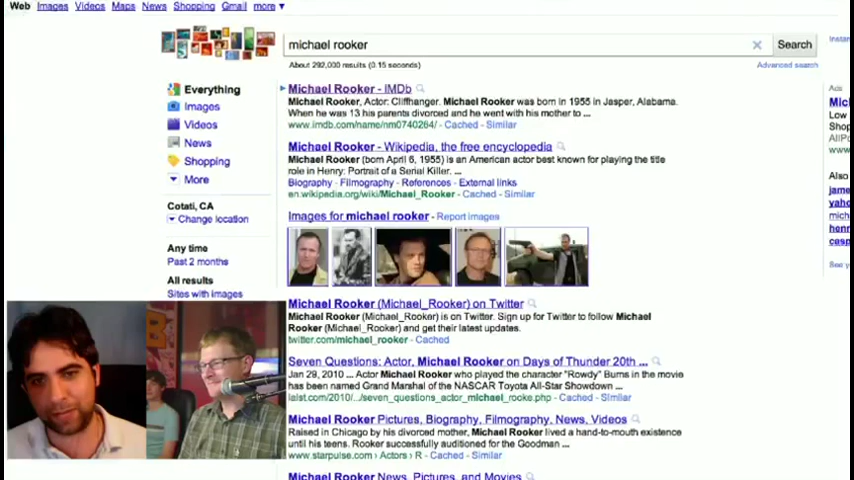 Web Images Videos Maps News Shopping Gmail more ▼
michael rooker
Search
About 292,000 results (0.15 seconds)
Advanced search
Everything
Images
Videos
News
Shopping
More
Cotati, CA
Change location
Any time
Past 2 months
All results
Sites with images
Michael Rooker - IMDb
Michael Rooker, Actor: Cliffhanger. Michael Rooker was born in 1955 in Jasper, Alabama.
When he was 13 his parents divorced and he went with his mother to ...
www.imdb.com/name/nm0740264/ - Cached - Similar
Michael Rooker - Wikipedia, the free encyclopedia
Michael Rooker (born April 6, 1955) is an American actor best known for playing the title
role in Henry: Portrait of a Serial Killer. ...
Biography - Filmography - References - External links
en.wikipedia.org/wiki/Michael_Rooker - Cached - Similar
Images for michael rooker - Report images
Michael Rooker (Michael_Rooker) on Twitter
Michael Rooker (Michael_Rooker) is on Twitter. Sign up for Twitter to follow Michael
Rooker (Michael_Rooker) and get their latest updates.
twitter.com/michael_rooker - Cached
Seven Questions: Actor, Michael Rooker on Days of Thunder 20th ...
Jan 29, 2010 ... Actor Michael Rooker who played the character "Rowdy" Burns in the movie
has been named Grand Marshal of the NASCAR Toyota All-Star Showdown ...
laist.com/2010/../seven_questions_actor_michael_rooke.php - Cached - Similar
Michael Rooker Pictures, Biography, Filmography, News, Videos
Raised in Chicago by his divorced mother, Michael Rooker lived a hand-to-mouth existence
until his teens. Rooker successfully auditioned for the Goodman ...
www.starpulse.com › Actors › R - Cached - Similar
Michael Rooker News, Pictures, and Movies
Ads
Low
Also